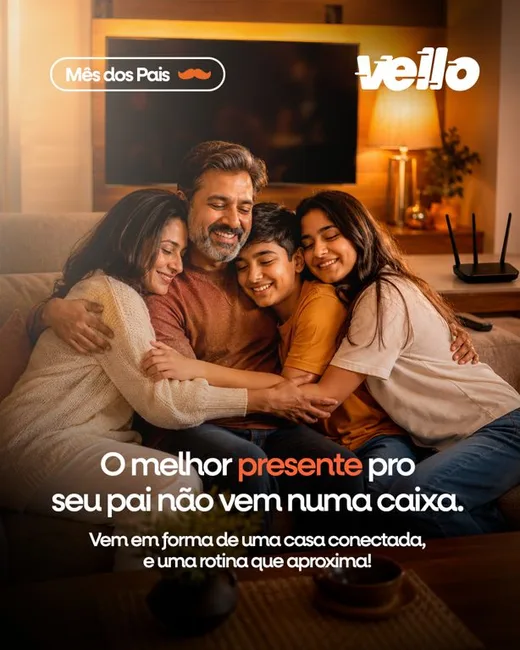 Mês dos Pais
vello
O melhor presente pro
seu pai não vem numa caixa.
Vem em forma de uma casa conectada,
e uma rotina que aproxima!